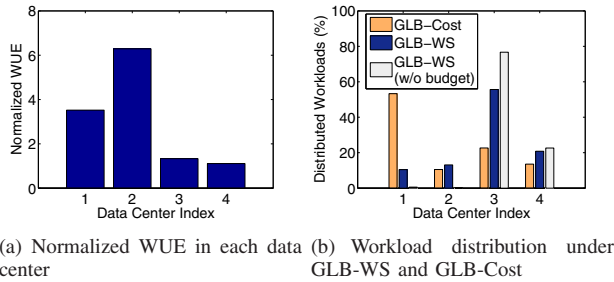 8
6
4
2
0
Normalized WUE
1 2 3 4
Data Center Index
100
80
60
40
20
0
Distributed Workloads (%)
GLB−Cost
GLB−WS
GLB−WS
(w/o budget)
1 2 3 4
Data Center Index
(a) Normalized WUE in each data
center
(b) Workload distribution under
GLB-WS and GLB-Cost